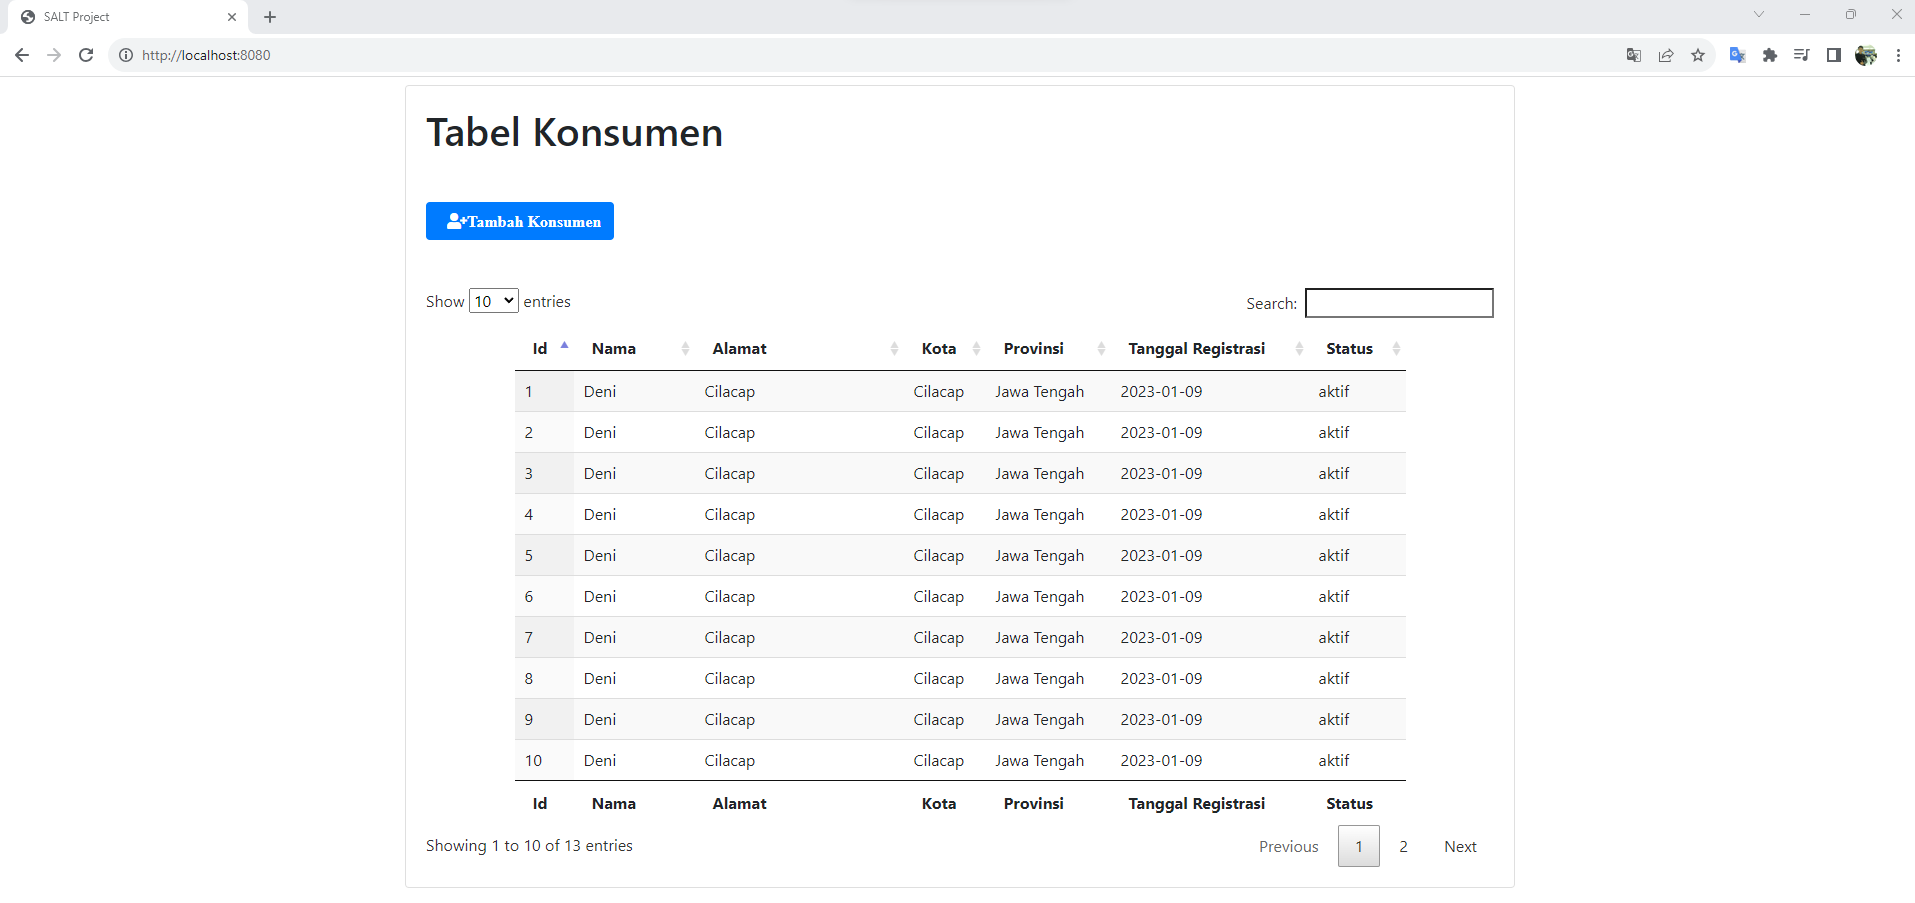 SALT Project
http://localhost:8080
Tabel Konsumen
Tambah Konsumen
Show 10 entries Search:
Id Nama Alamat Kota Provinsi Tanggal Registrasi Status
1 Deni Cilacap Cilacap Jawa Tengah 2023-01-09 aktif
2 Deni Cilacap Cilacap Jawa Tengah 2023-01-09 aktif
3 Deni Cilacap Cilacap Jawa Tengah 2023-01-09 aktif
4 Deni Cilacap Cilacap Jawa Tengah 2023-01-09 aktif
5 Deni Cilacap Cilacap Jawa Tengah 2023-01-09 aktif
6 Deni Cilacap Cilacap Jawa Tengah 2023-01-09 aktif
7 Deni Cilacap Cilacap Jawa Tengah 2023-01-09 aktif
8 Deni Cilacap Cilacap Jawa Tengah 2023-01-09 aktif
9 Deni Cilacap Cilacap Jawa Tengah 2023-01-09 aktif
10 Deni Cilacap Cilacap Jawa Tengah 2023-01-09 aktif
Id Nama Alamat Kota Provinsi Tanggal Registrasi Status
Showing 1 to 10 of 13 entries Previous 1 2 Next